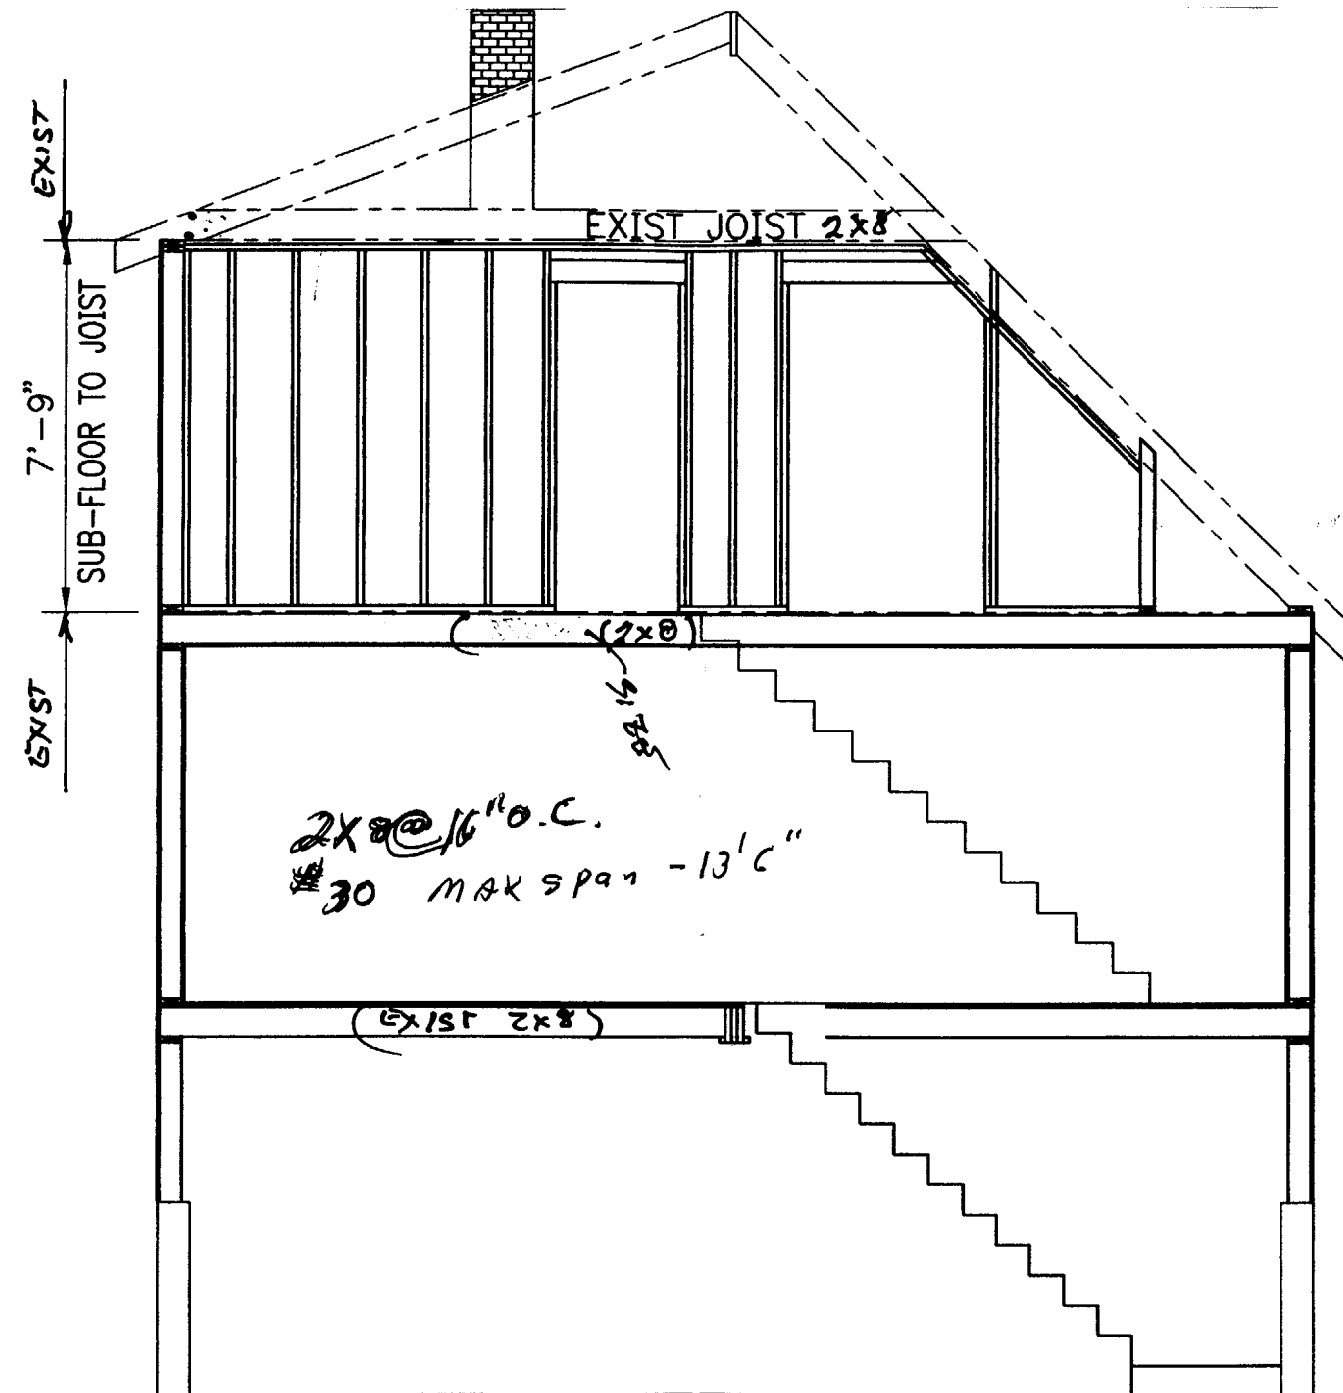 EXIST
EXIST JOIST 2x8
7'-9"
SUB-FLOOR TO JOIST
(2x8)
EXIST
2x8@16"O.C.
30 MAX span - 13'6"
(EXIST 2x8)